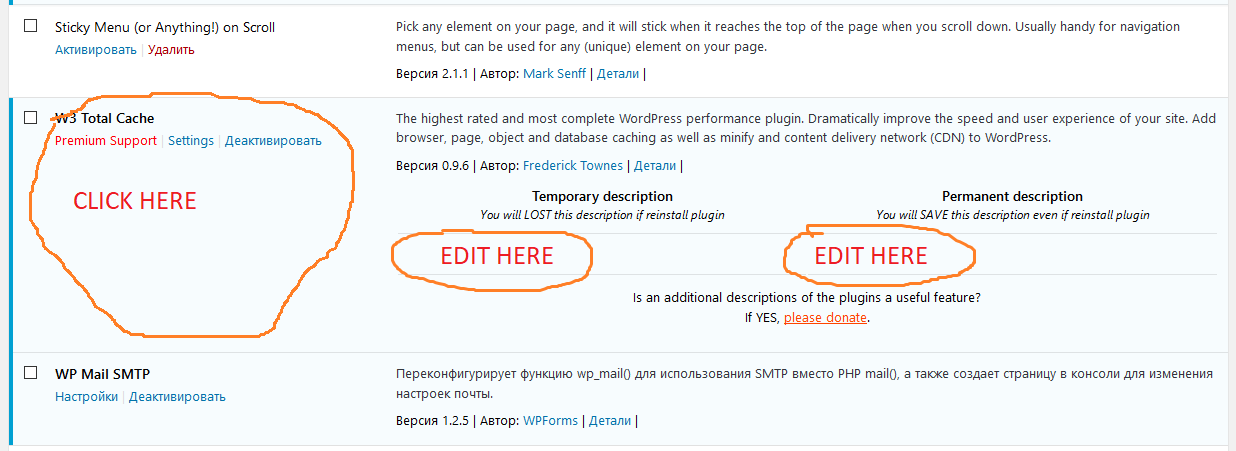 Sticky Menu (or Anything!) on Scroll
Активировать | Удалить
Pick any element on your page, and it will stick when it reaches the top of the page when you scroll down. Usually handy for navigation
menus, but can be used for any (unique) element on your page.
Версия 2.1.1 | Автор: Mark Senff | Детали |
W3 Total Cache
Premium Support | Settings | Деактивировать
CLICK HERE
The highest rated and most complete WordPress performance plugin. Dramatically improve the speed and user experience of your site. Add
browser, page, object and database caching as well as minify and content delivery network (CDN) to WordPress.
Версия 0.9.6 | Автор: Frederick Townes | Детали |
Temporary description
You will LOST this description if reinstall plugin
EDIT HERE
Permanent description
You will SAVE this description even if reinstall plugin
EDIT HERE
Is an additional descriptions of the plugins a useful feature?
If YES, please donate.
WP Mail SMTP
Настройки | Деактивировать
Переконфигурирует функцию wp_mail() для использования SMTP вместо PHP mail(), а также создает страницу в консоли для изменения
настроек почты.
Версия 1.2.5 | Автор: WPForms | Детали |